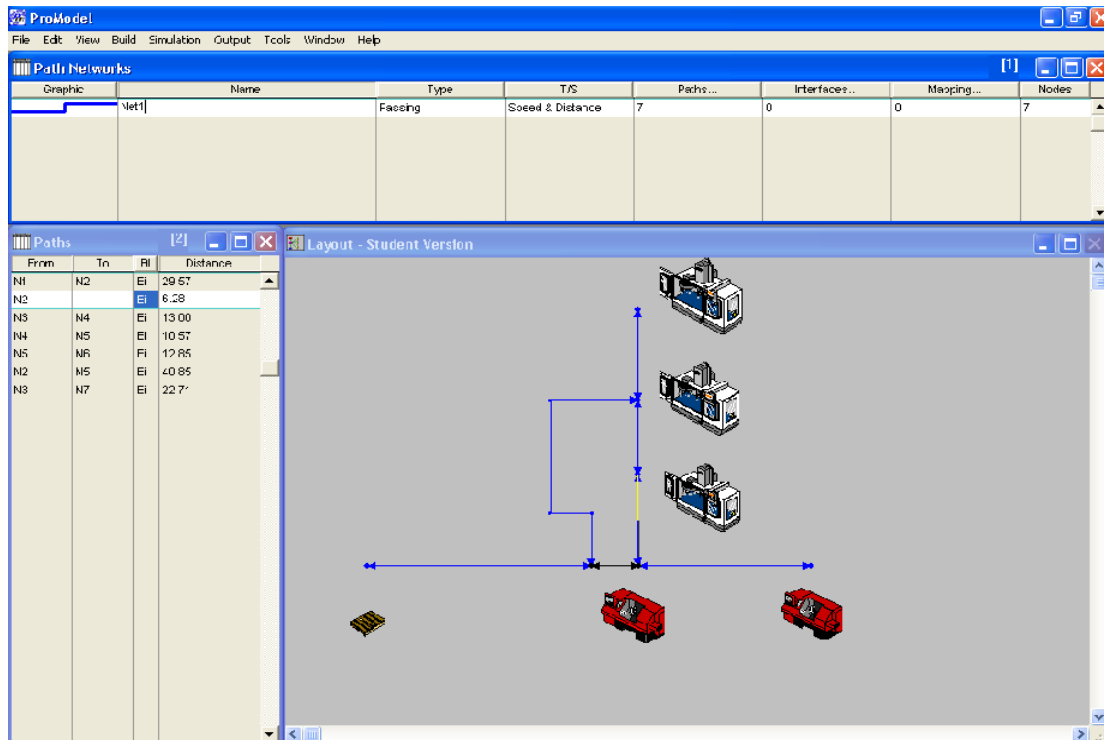 ProModel
File Edit View Build Simulation Output Tools Window Help
Path Networks [1]
Graphic Name Type T/S Paths... Interfaces... Mapping... Nodes
Net1 Passing Speed & Distance 7 0 0 7
Paths [2]
Layout - Student Version
From To BI Distance
N1 N2 Bi 29.57
N2 Bi 6.28
N3 N4 Bi 13.00
N4 N5 Bi 10.57
N5 N6 Bi 12.85
N2 N5 Bi 40.85
N3 N7 Bi 22.71